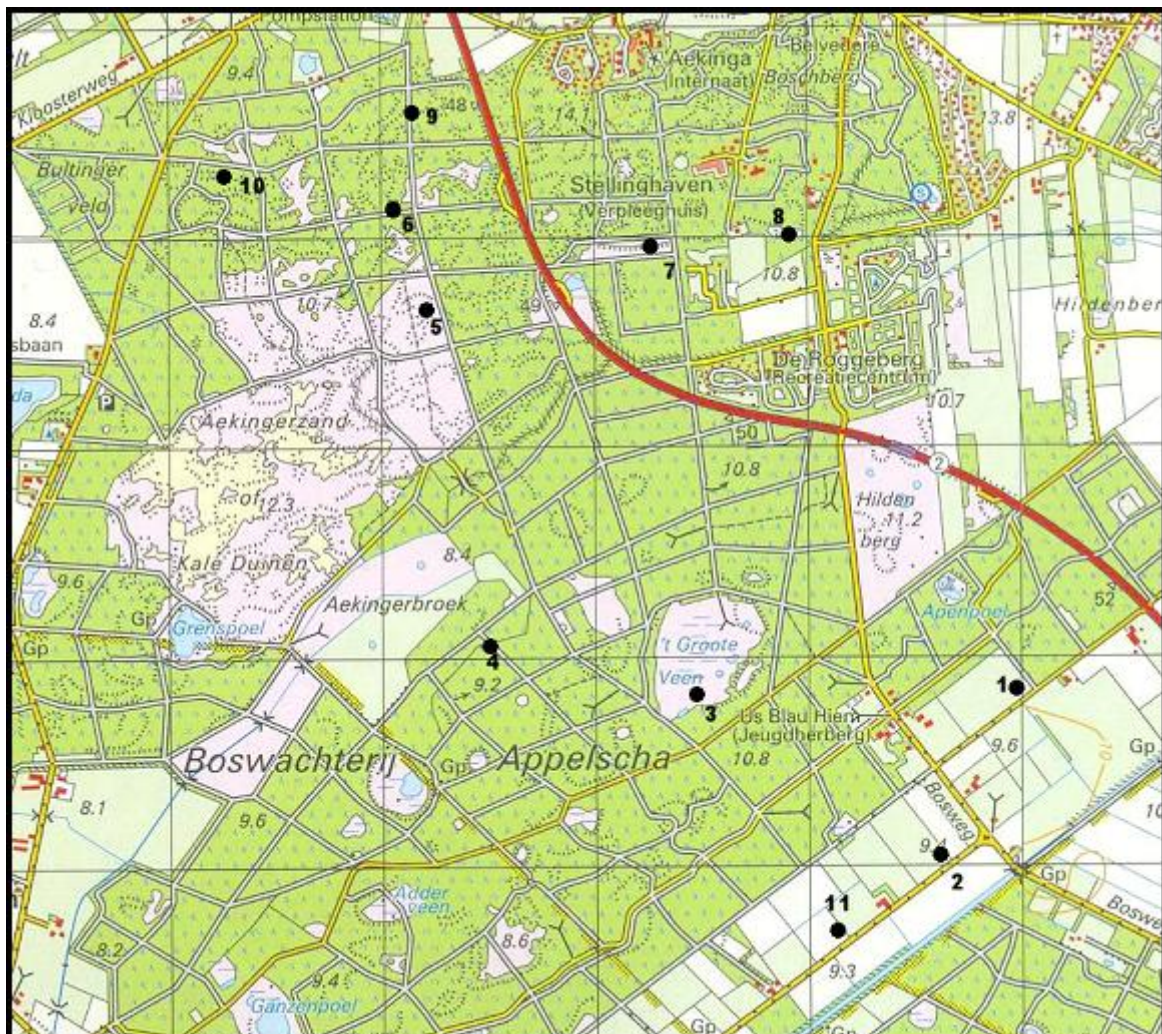 Pompstation
Kloosterweg
9.4
48
9
14.1
Aekinga
(Internaat)
Belvedere
Boschberg
13.8
Bultinger
veld
10
6
Stellinghaven
(Verpleeghuis)
8
7
10.8
10.7
49
5
8.4
sbaan
P
Hildenber
De Roggeberg
(Recreatiecentrum)
10.7
Aekingerzand
of
12.3
Kale Duinen
50
10.8
2
Hilden
berg
11.2
8.4
9.6
Aekingerbroek
Gp
Grenspoel
Gp
Apenpoel
52
't Groote
Veen
4
9.2
3
1
Us Blau Hiem
(Jeugdherberg)
10.8
9.6
10
Gp
Boswachterij
Gp
Appelscha
8.1
9.6
Bosweg
9.4
2
Gp
Boswe
Adder
veen
11
8.2
8.6
9.4
9.3
Ganzenpoel
Gp
Gp